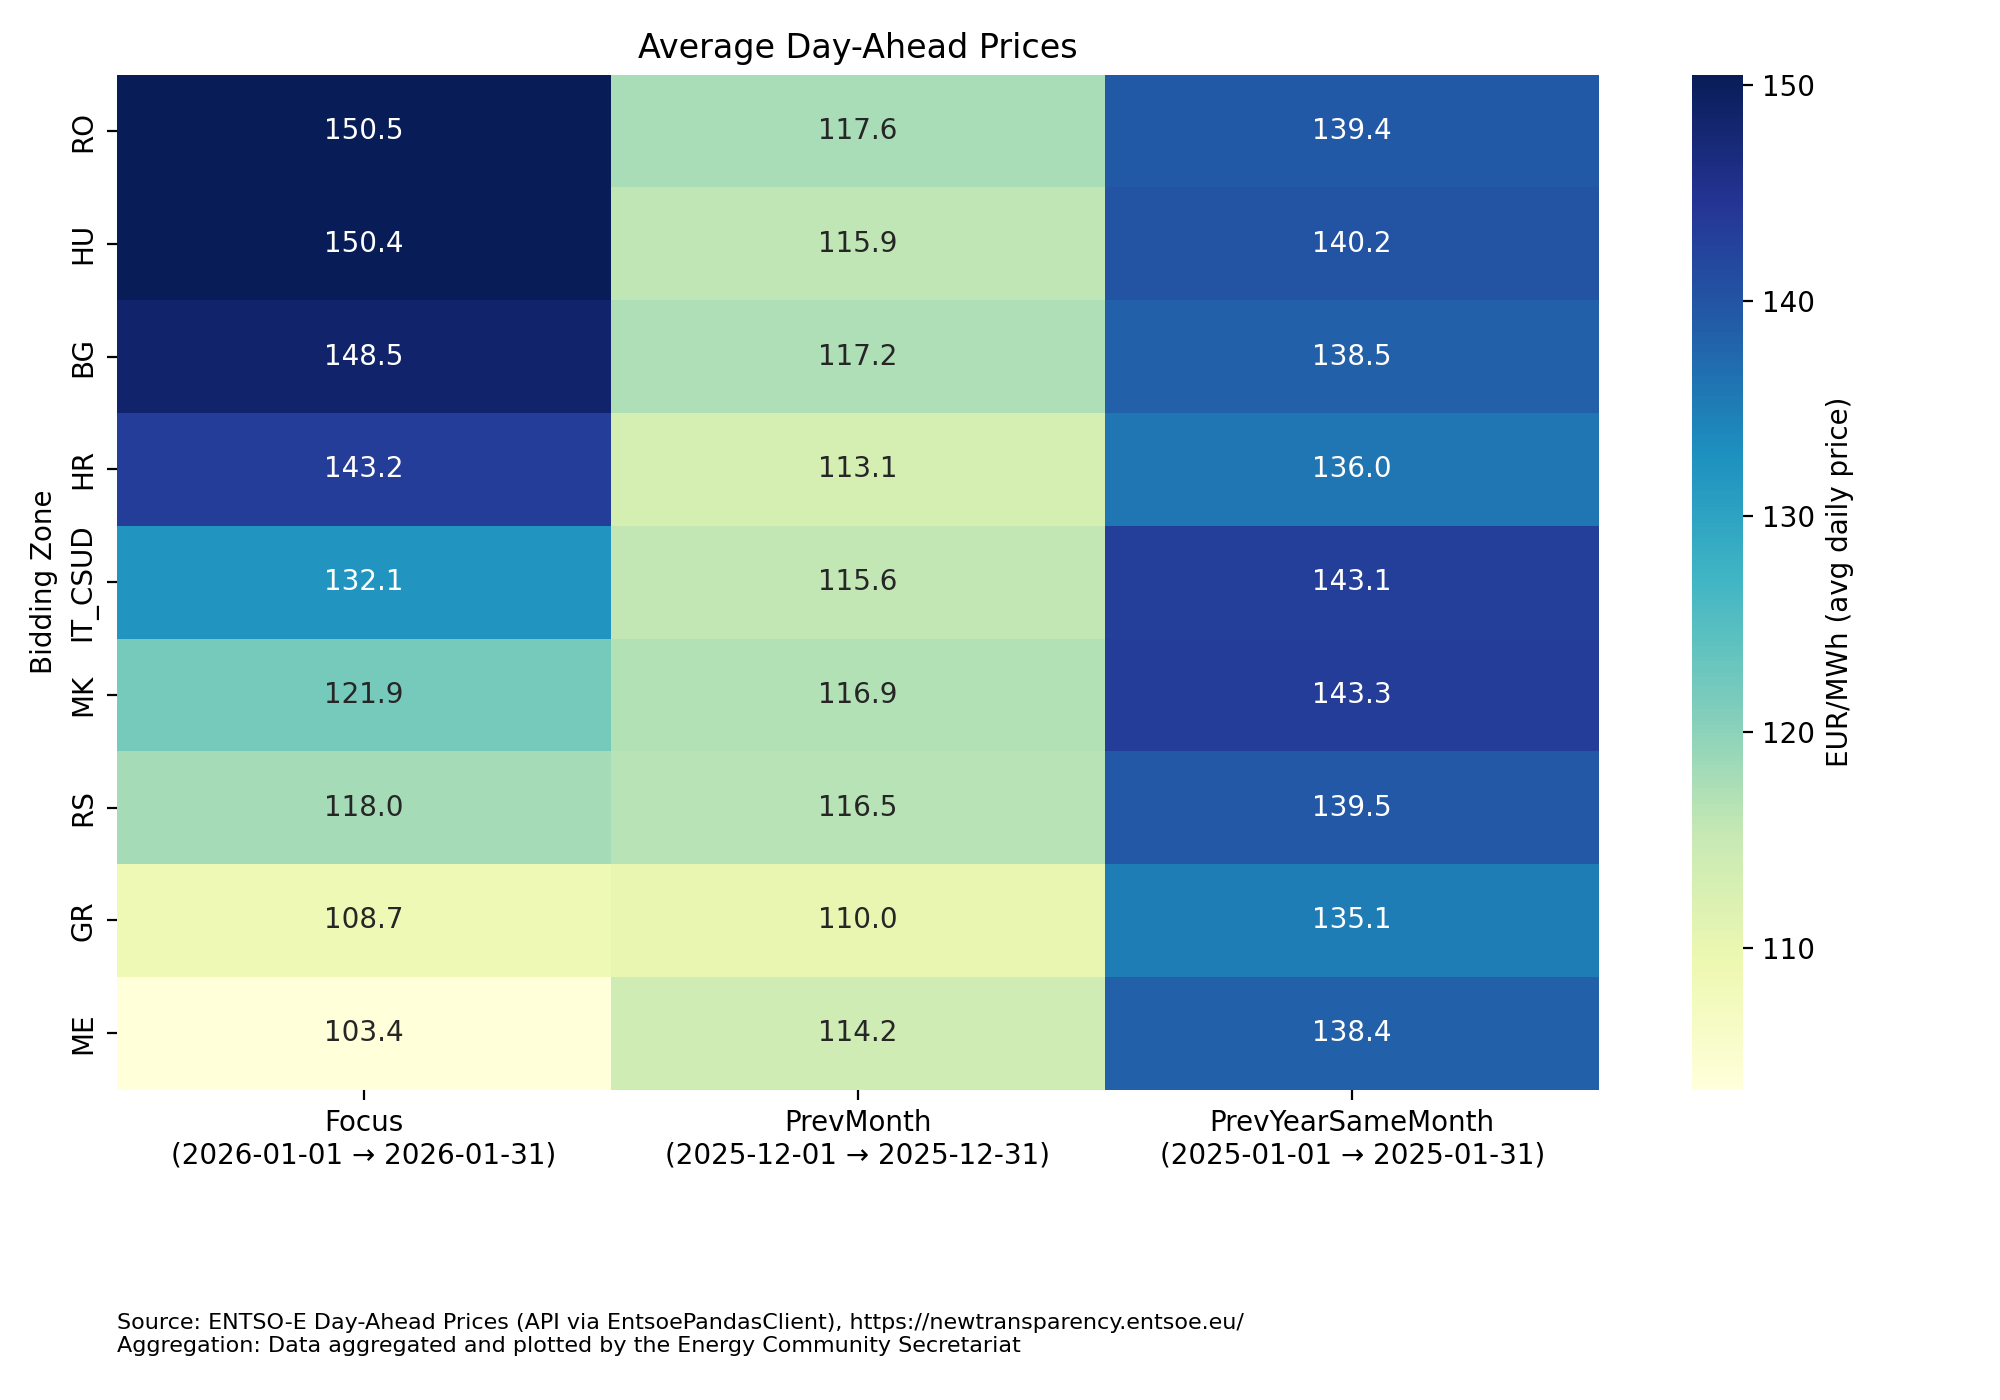 Average Day-Ahead Prices
Bidding Zone
RO 150.5 117.6 139.4
HU 150.4 115.9 140.2
BG 148.5 117.2 138.5
HR 143.2 113.1 136.0
IT_CSUD 132.1 115.6 143.1
MK 121.9 116.9 143.3
RS 118.0 116.5 139.5
GR 108.7 110.0 135.1
ME 103.4 114.2 138.4
Focus PrevMonth PrevYearSameMonth
(2026-01-01 → 2026-01-31) (2025-12-01 → 2025-12-31) (2025-01-01 → 2025-01-31)
150
140
130
120
110
EUR/MWh (avg daily price)
Source: ENTSO-E Day-Ahead Prices (API via EntsoePandasClient), https://newtransparency.entsoe.eu/
Aggregation: Data aggregated and plotted by the Energy Community Secretariat